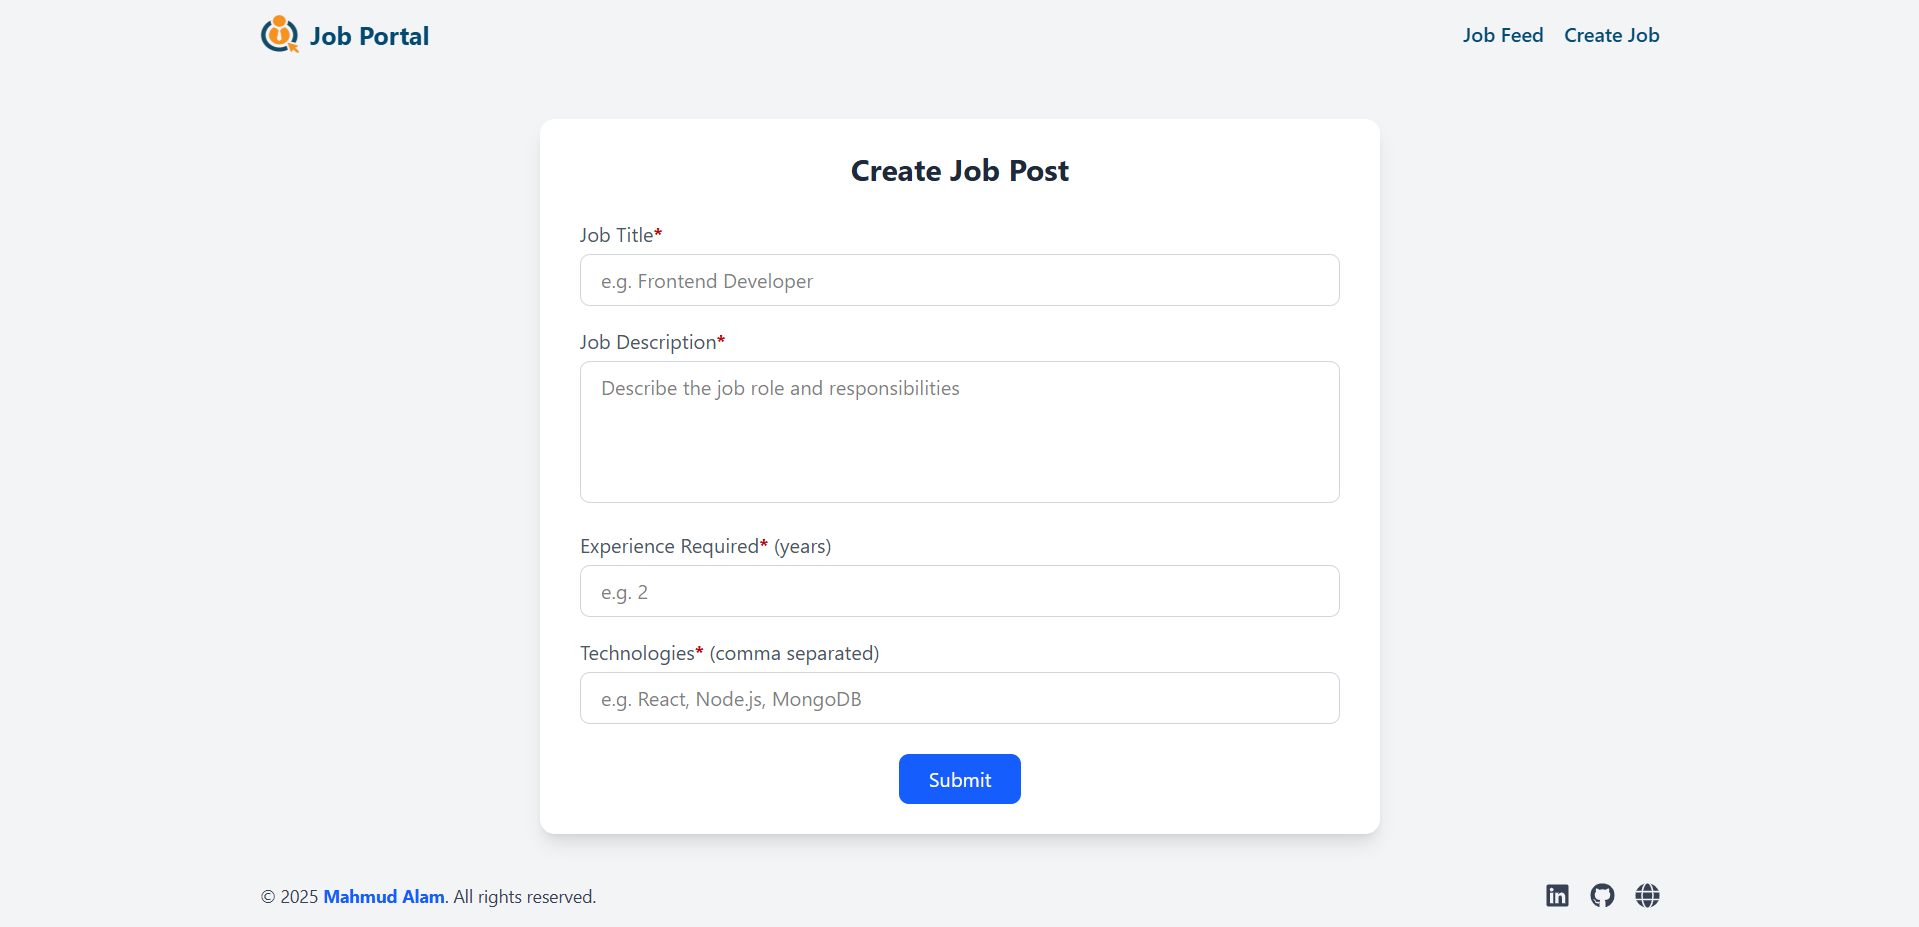 Job Portal
Job Feed
Create Job
Create Job Post
Job Title*
e.g. Frontend Developer
Job Description*
Describe the job role and responsibilities
Experience Required* (years)
e.g. 2
Technologies* (comma separated)
e.g. React, Node.js, MongoDB
Submit
© 2025 Mahmud Alam. All rights reserved.
in